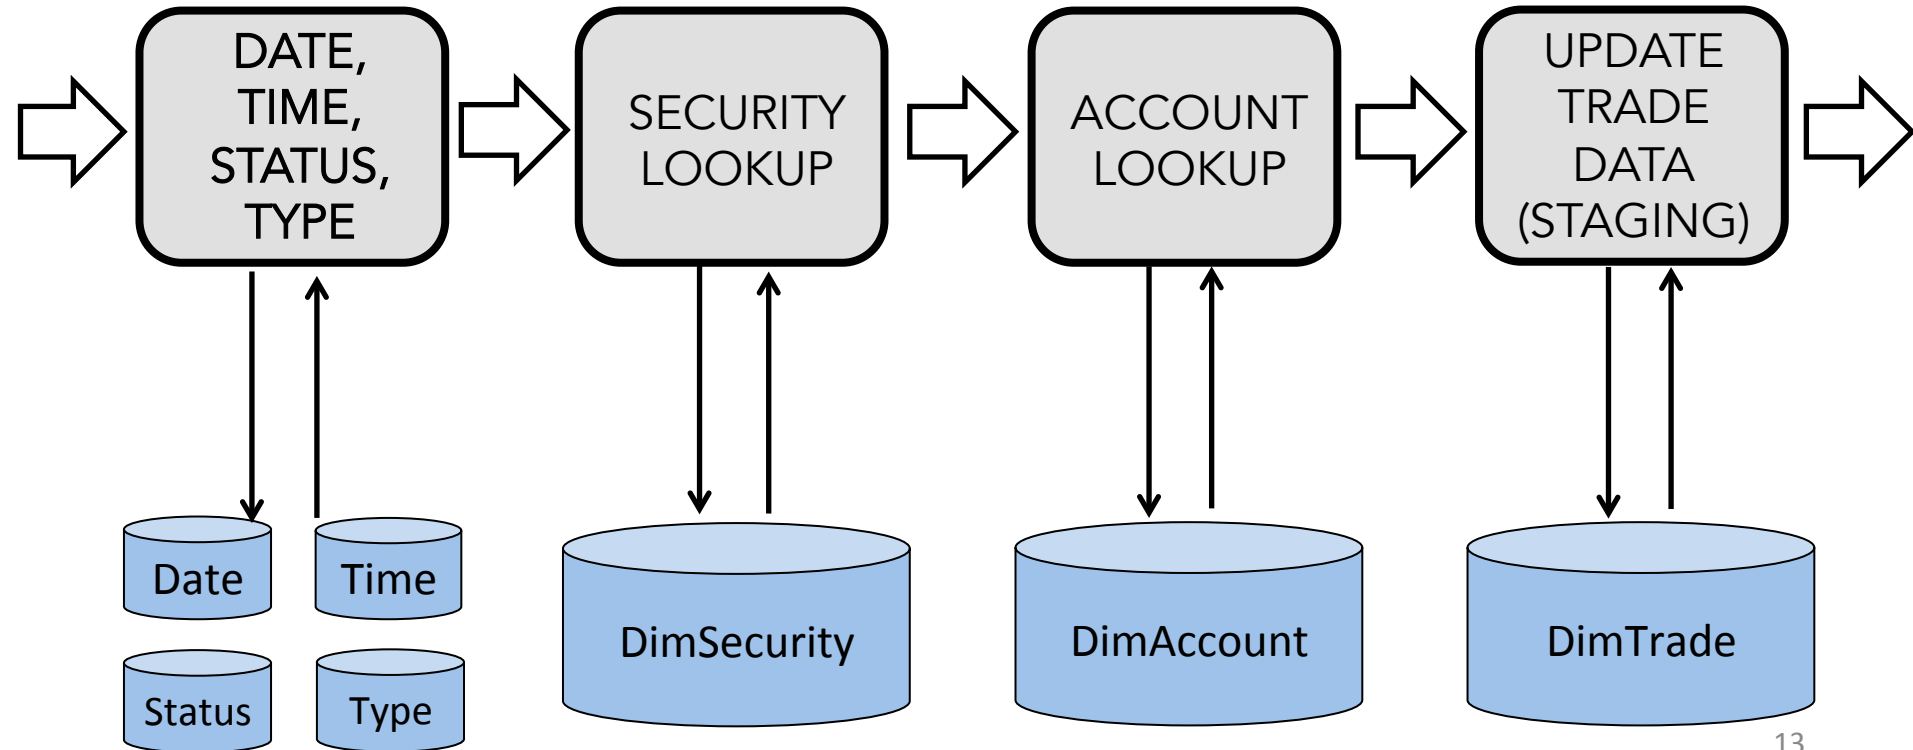 DATE,
TIME,
STATUS,
TYPE
SECURITY
LOOKUP
ACCOUNT
LOOKUP
UPDATE
TRADE
DATA
(STAGING)
Date
Time
Status
Type
DimSecurity
DimAccount
DimTrade
13